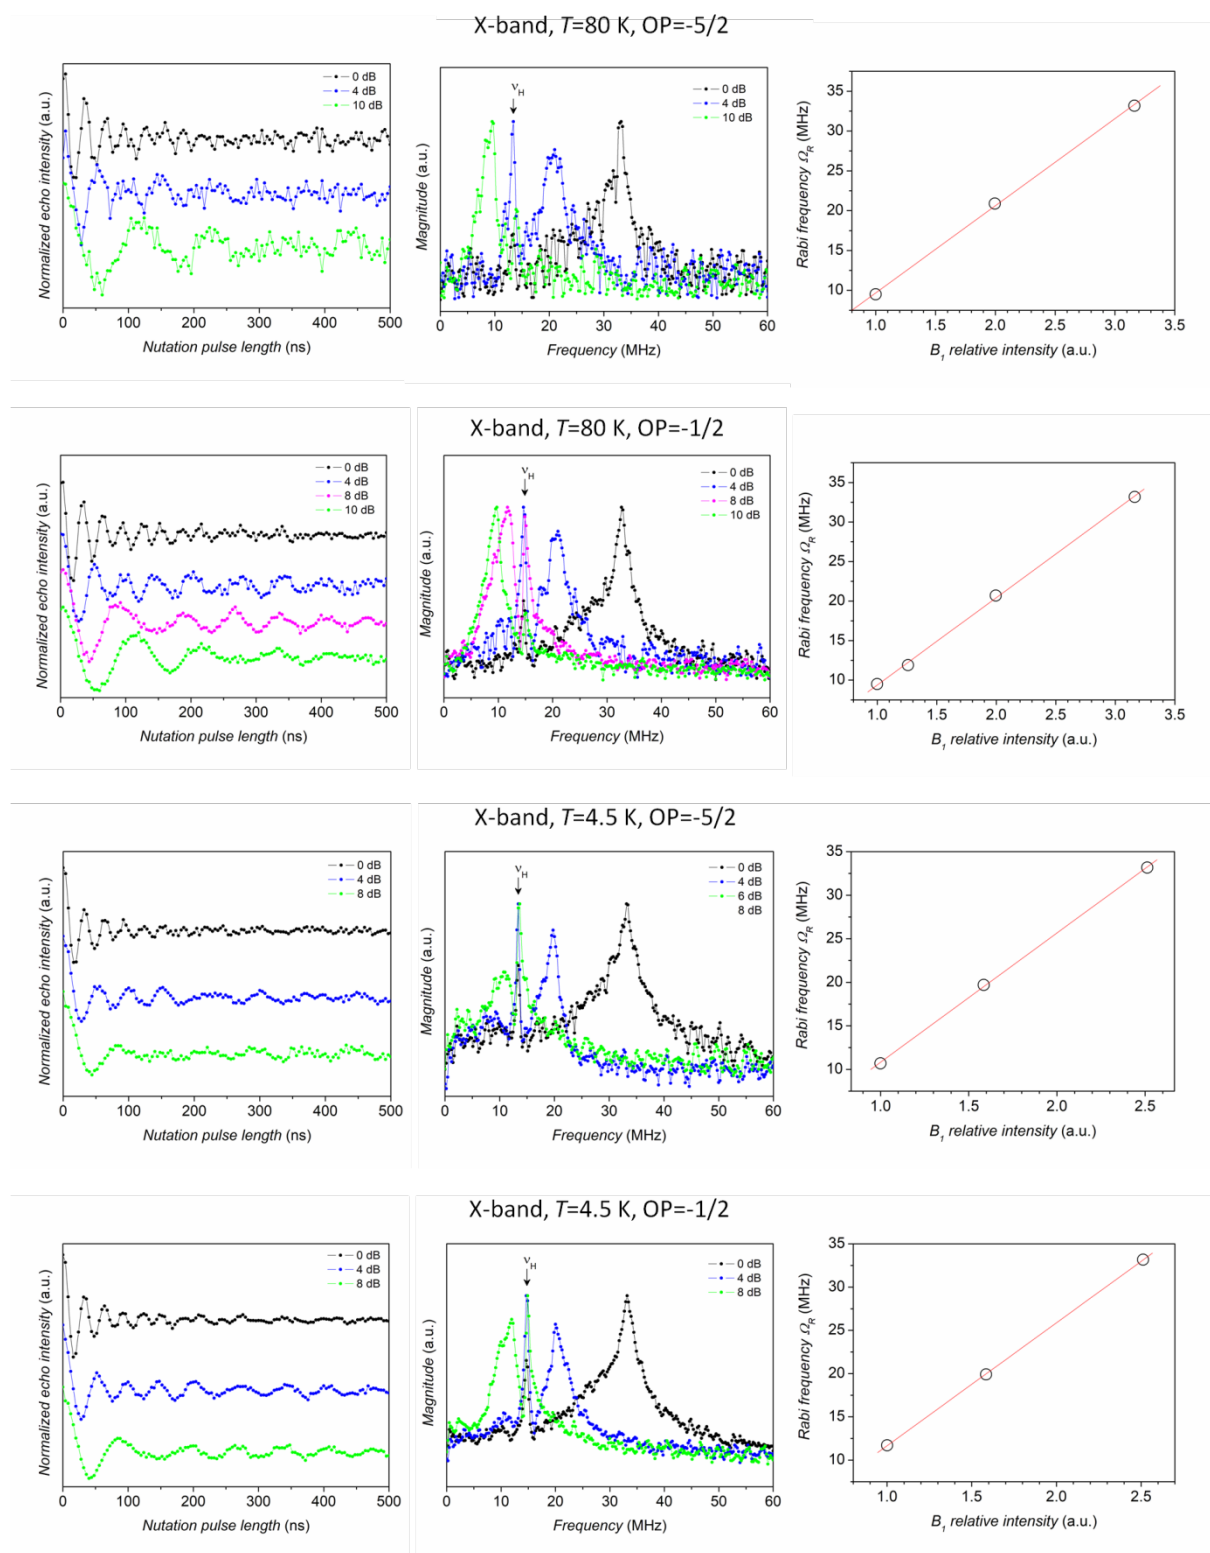 X-band, T=80 K, OP=-5/2
Normalized echo intensity (a.u.)
0 dB
4 dB
10 dB
0 100 200 300 400 500
Nutation pulse length (ns)
Magnitude (a.u.)
νH
0 dB
4 dB
10 dB
0 10 20 30 40 50 60
Frequency (MHz)
Rabi frequency ΩR (MHz)
35
30
25
20
15
10
1.0 1.5 2.0 2.5 3.0 3.5
B1 relative intensity (a.u.)
X-band, T=80 K, OP=-1/2
Normalized echo intensity (a.u.)
0 dB
4 dB
8 dB
10 dB
0 100 200 300 400 500
Nutation pulse length (ns)
Magnitude (a.u.)
νH
0 dB
4 dB
8 dB
10 dB
0 10 20 30 40 50 60
Frequency (MHz)
Rabi frequency ΩR (MHz)
35
30
25
20
15
10
1.0 1.5 2.0 2.5 3.0 3.5
B1 relative intensity (a.u.)
X-band, T=4.5 K, OP=-5/2
Normalized echo intensity (a.u.)
0 dB
4 dB
8 dB
0 100 200 300 400 500
Nutation pulse length (ns)
Magnitude (a.u.)
νH
0 dB
4 dB
6 dB
8 dB
0 10 20 30 40 50 60
Frequency (MHz)
Rabi frequency ΩR (MHz)
35
30
25
20
15
10
1.0 1.5 2.0 2.5
B1 relative intensity (a.u.)
X-band, T=4.5 K, OP=-1/2
Normalized echo intensity (a.u.)
0 dB
4 dB
8 dB
0 100 200 300 400 500
Nutation pulse length (ns)
Magnitude (a.u.)
νH
0 dB
4 dB
8 dB
0 10 20 30 40 50 60
Frequency (MHz)
Rabi frequency ΩR (MHz)
35
30
25
20
15
10
1.0 1.5 2.0 2.5
B1 relative intensity (a.u.)